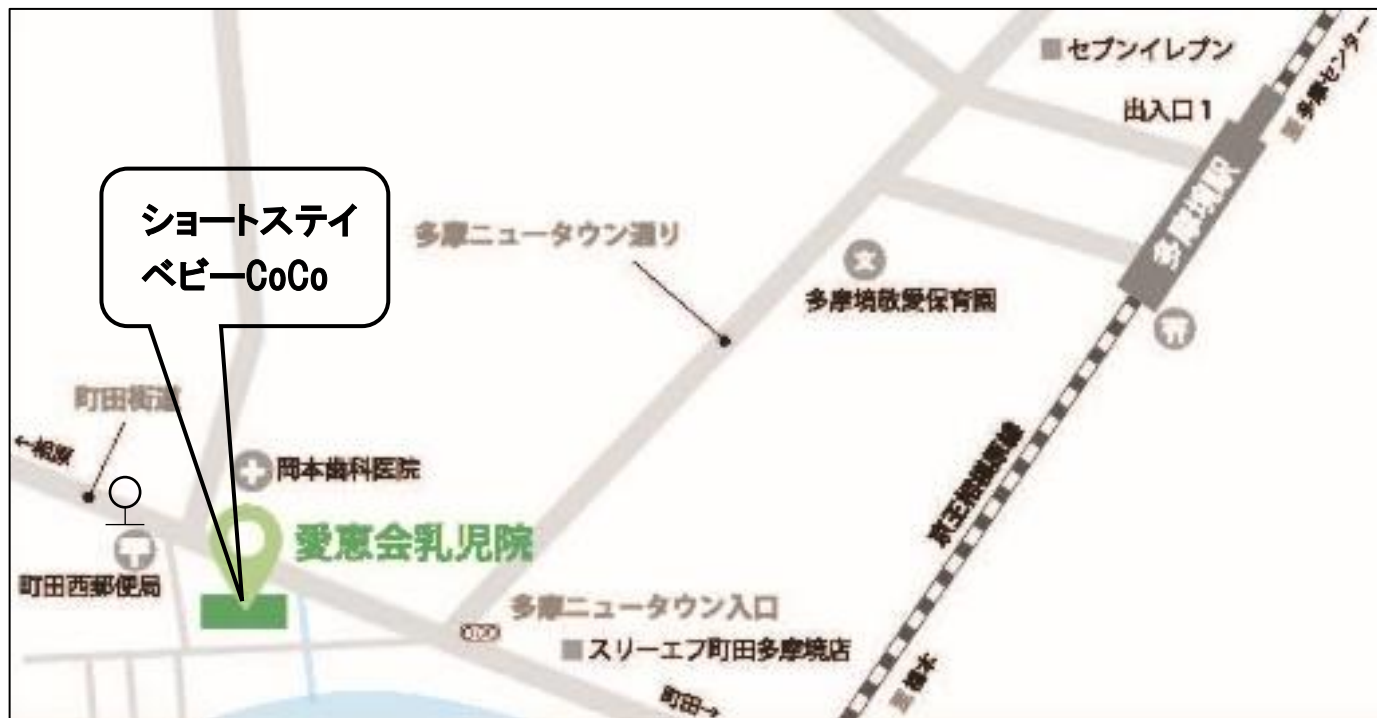 セブンイレブン
多摩センター
出入口1
多摩境駅
ショートステイ
ベビーCoCo
多摩ニュータウン通り
多摩境敬愛保育園
町田街道
←相原
岡本歯科医院
京王相模原線
愛恵会乳児院
町田西郵便局
多摩ニュータウン入口
スリーエフ町田多摩境店
橋本
町田→